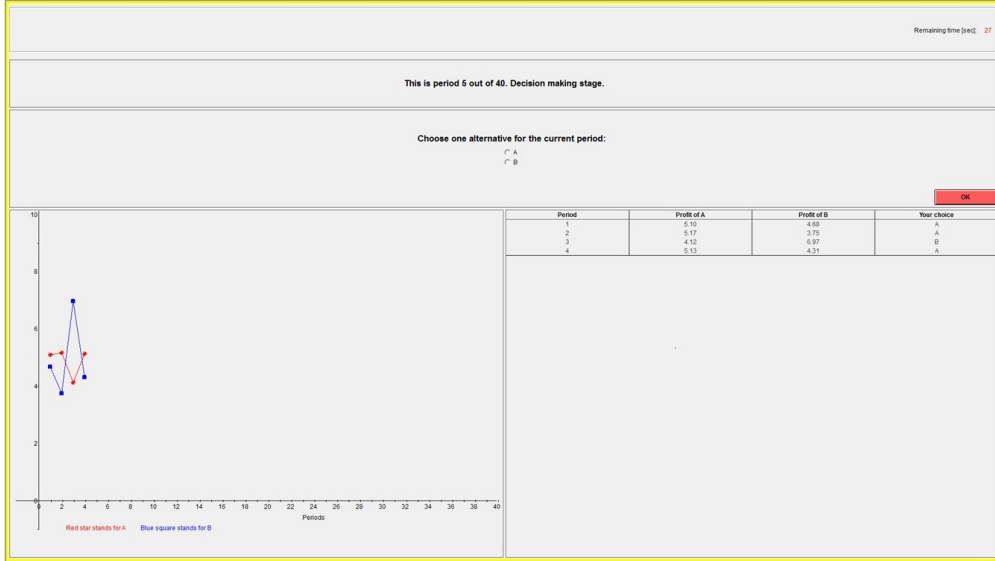 Remaining time [sec]: 27
This is period 5 out of 40. Decision making stage.
Choose one alternative for the current period:
A
B
OK
10
8
6
4
2
0
0 2 4 6 8 10 12 14 16 18 20 22 24 26 28 30 32 34 36 38 40
Periods
Red star stands for A Blue square stands for B
Period Profit of A Profit of B Your choice
1 5.10 4.68 A
2 5.17 3.75 A
3 4.12 6.97 B
4 5.13 4.31 A